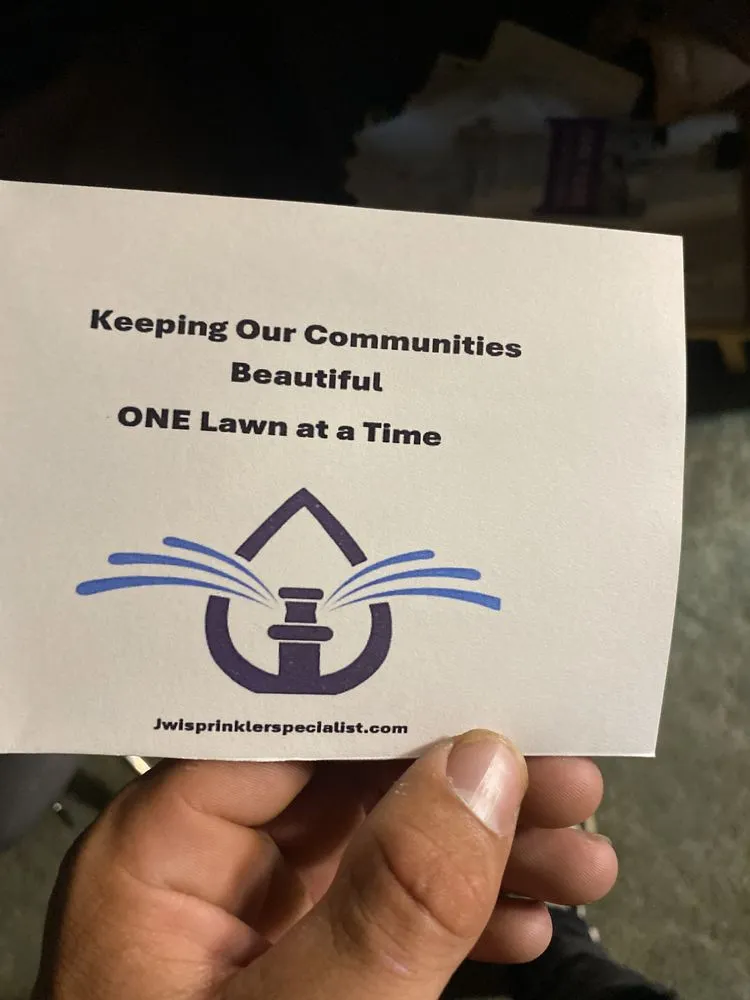 Keeping Our Communities
Beautiful
ONE Lawn at a Time
Jwisprinklerspecialist.com